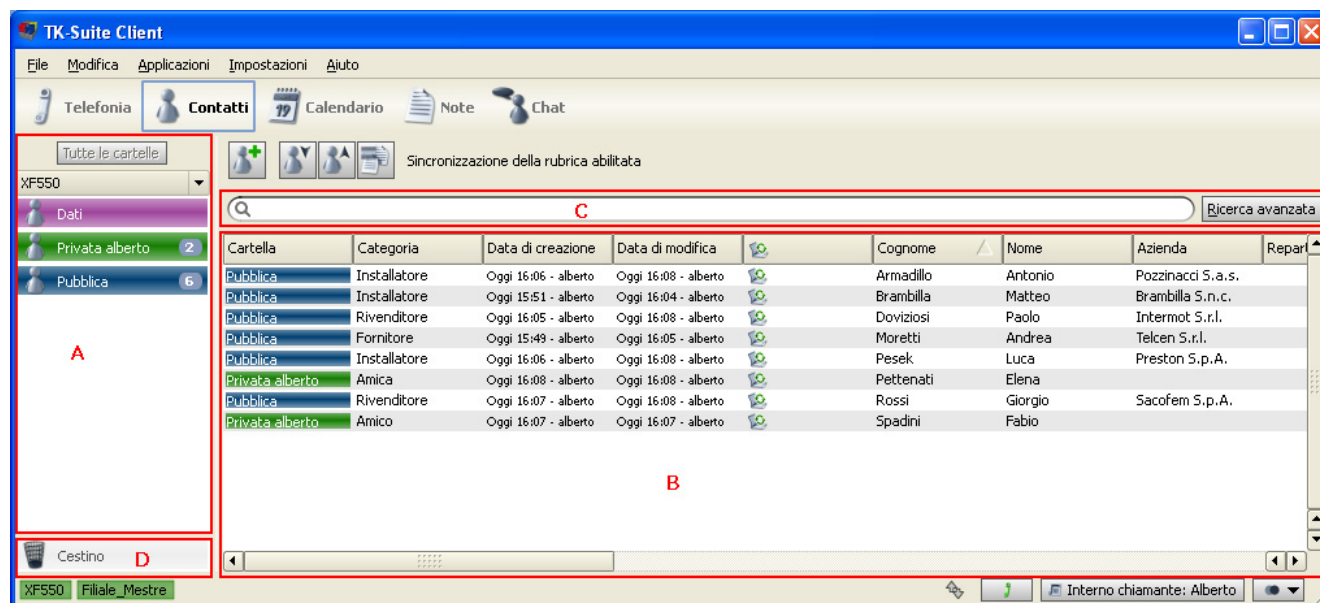 TK-Suite Client
File Modifica Applicazioni Impostazioni Aiuto
Telefonia Contatti 19 Calendario Note Chat
Tutte le cartelle
Sincronizzazione della rubrica abilitata
XF550
C Ricerca avanzata
Dati
Privata alberto 2
Pubblica 6
A
Cartella Categoria Data di creazione Data di modifica Cognome Nome Azienda Repart
Pubblica Installatore Oggi 16:06 - alberto Oggi 16:08 - alberto Armadillo Antonio Pozzinacci S.a.s.
Pubblica Installatore Oggi 15:51 - alberto Oggi 16:04 - alberto Brambilla Matteo Brambilla S.n.c.
Pubblica Rivenditore Oggi 16:05 - alberto Oggi 16:08 - alberto Doviziosi Paolo Intermot S.r.l.
Pubblica Fornitore Oggi 15:49 - alberto Oggi 16:05 - alberto Moretti Andrea Telcen S.r.l.
Pubblica Installatore Oggi 16:06 - alberto Oggi 16:08 - alberto Pesek Luca Preston S.p.A.
Privata alberto Amica Oggi 16:08 - alberto Oggi 16:08 - alberto Pettenati Elena
Pubblica Rivenditore Oggi 16:07 - alberto Oggi 16:08 - alberto Rossi Giorgio Sacofem S.p.A.
Privata alberto Amico Oggi 16:07 - alberto Oggi 16:07 - alberto Spadini Fabio
B
Cestino D
XF550 Filiale_Mestre Interno chiamante: Alberto